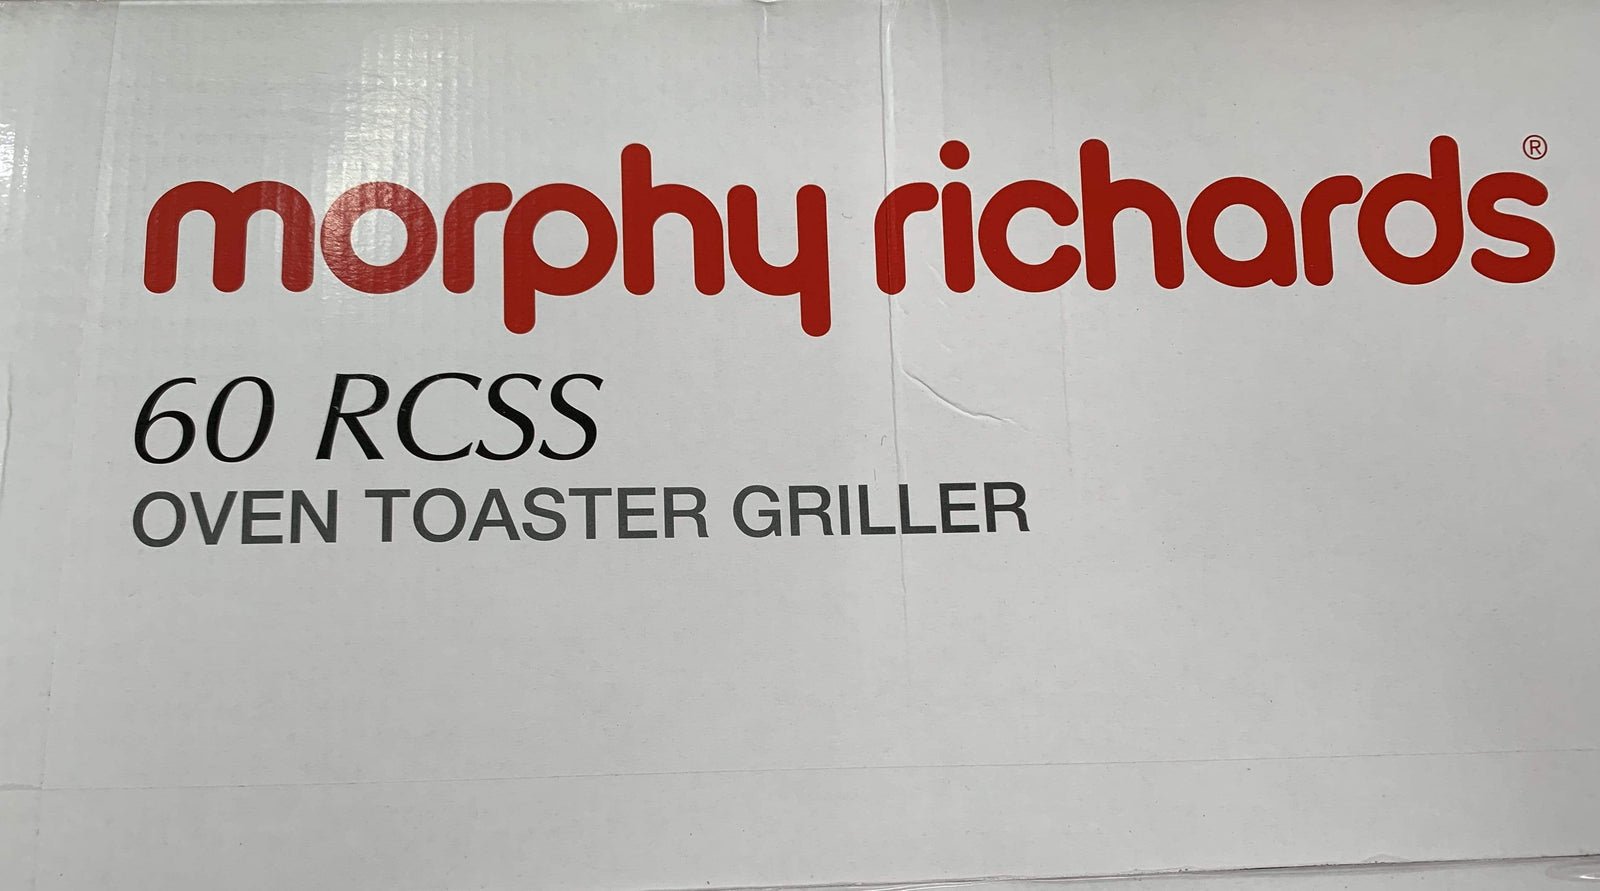 morphy richards®
60 RCSS
OVEN TOASTER GRILLER